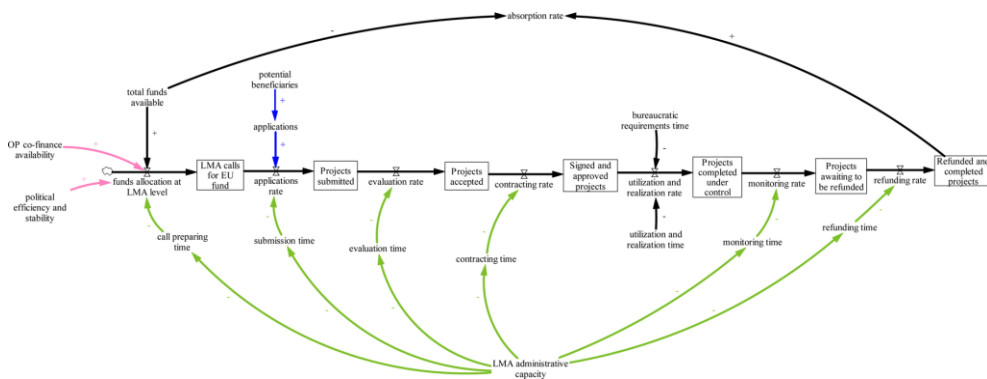 absorption rate
-
+
potential
beneficiaries
+
total funds
available
applications
bureaucratic
requirements time
+
+
-
OP co-finance
availability
+
LMA calls
for EU
fund
Projects
submitted
Projects
accepted
Signed and
approved
projects
Projects
completed
under
control
Projects
awaiting to
be refunded
Refunded and
completed
projects
+
funds allocation at
LMA level
applications
rate
evaluation rate
contracting rate
utilization and
realization rate
monitoring rate
refunding rate
political
efficiency and
stability
-
-
-
-
-
-
-
call preparing
time
submission time
evaluation time
contracting time
utilization and
realization time
monitoring time
refunding time
-
-
-
-
-
-
LMA administrative
capacity